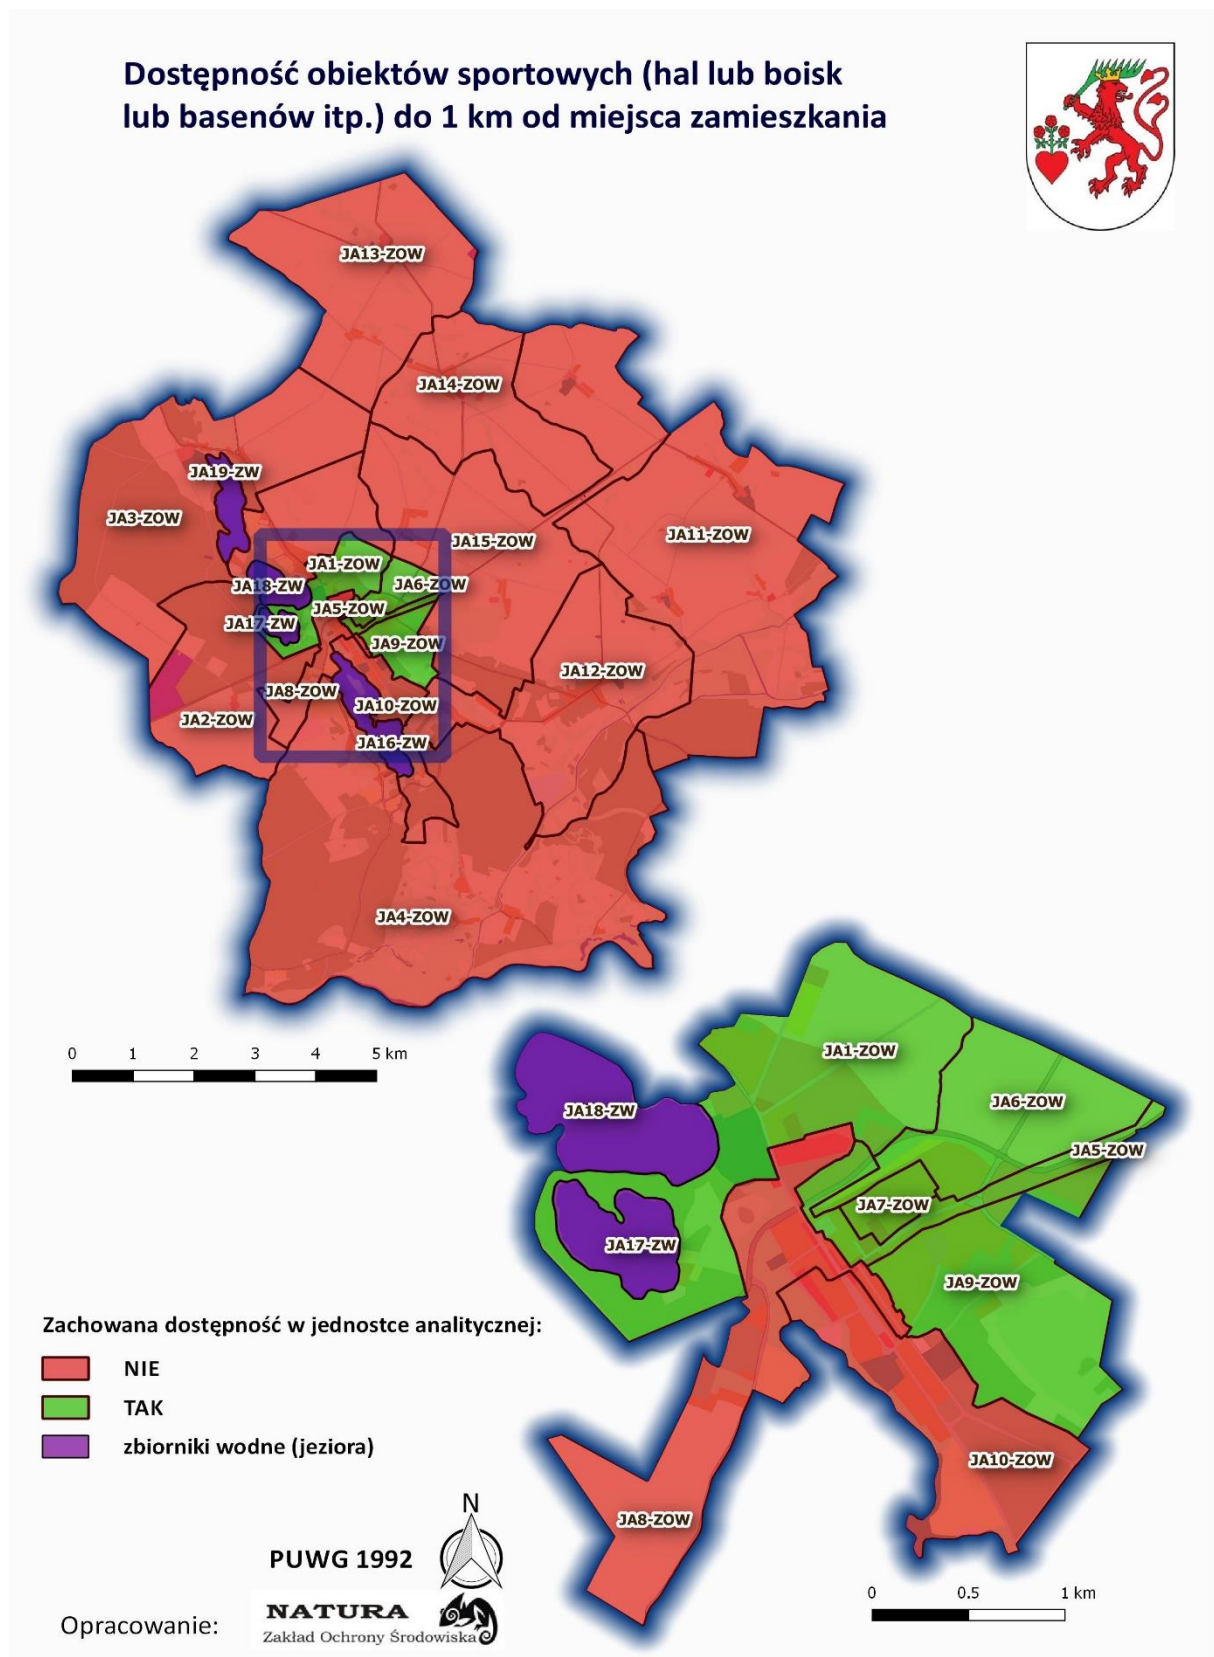 Dostępność obiektów sportowych (hal lub boisk
lub basenów itp.) do 1 km od miejsca zamieszkania
JA13-ZOW
JA14-ZOW
JA19-ZW
JA3-ZOW
JA11-ZOW
JA15-ZOW
JA1-ZOW
JA18-ZW
JA6-ZOW
JA5-ZOW
JA17-ZW
JA9-ZOW
JA12-ZOW
JA8-ZOW
JA10-ZOW
JA2-ZOW
JA16-ZW
JA4-ZOW
0 1 2 3 4 5 km
JA1-ZOW
JA6-ZOW
JA18-ZW
JA5-ZOW
JA7-ZOW
JA17-ZW
JA9-ZOW
JA10-ZOW
JA8-ZOW
0 0.5 1 km
Zachowana dostępność w jednostce analitycznej:
NIE
TAK
zbiorniki wodne (jeziora)
N
PUWG 1992
Opracowanie:
NATURA
Zakład Ochrony Środowiska